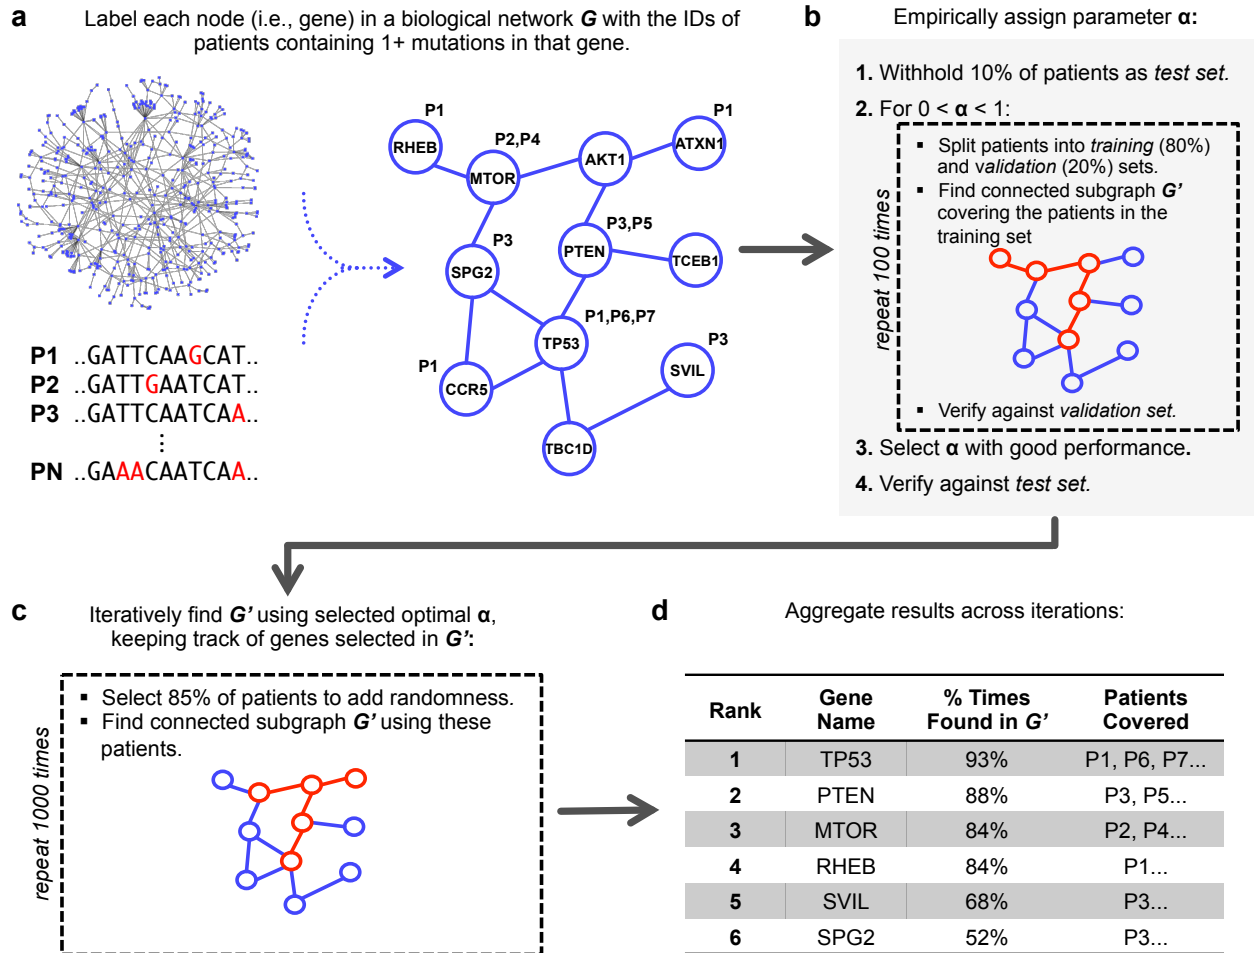 a
Label each node (i.e., gene) in a biological network G with the IDs of
patients containing 1+ mutations in that gene.
P1
RHEB
P2,P4
MTOR
AKT1
P1
ATXN1
P3
SPG2
P3,P5
PTEN
TCEB1
P1,P6,P7
TP53
P1
CCR5
P3
SVIL
TBC1D
P1 ..GATTCAAGCAT..
P2 ..GATTGAATCAT..
P3 ..GATTCAATCAA..
⋮
PN ..GAAACAATCAA..
b
Empirically assign parameter α:
1. Withhold 10% of patients as test set.
2. For 0 < α < 1:
repeat 100 times
▪ Split patients into training (80%)
and validation (20%) sets.
▪ Find connected subgraph G’
covering the patients in the
training set
▪ Verify against validation set.
3. Select α with good performance.
4. Verify against test set.
c
Iteratively find G’ using selected optimal α,
keeping track of genes selected in G’:
repeat 1000 times
▪ Select 85% of patients to add randomness.
▪ Find connected subgraph G’ using these
patients.
d
Aggregate results across iterations:
Rank Gene Name % Times Found in G’ Patients Covered
1 TP53 93% P1, P6, P7...
2 PTEN 88% P3, P5...
3 MTOR 84% P2, P4...
4 RHEB 84% P1...
5 SVIL 68% P3...
6 SPG2 52% P3...